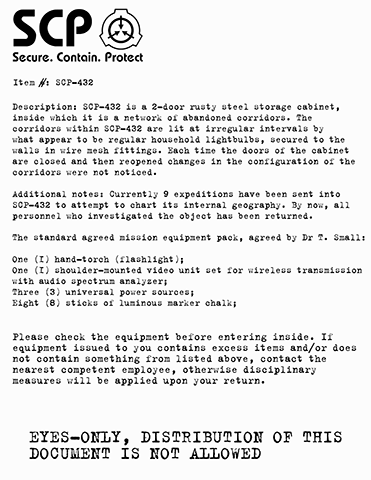 SCP
Secure. Contain. Protect
Item #: SCP-432
Description: SCP-432 is a 2-door rusty steel storage cabinet,
inside which it is a network of abandoned corridors. The
corridors within SCP-432 are lit at irregular intervals by
what appear to be regular household lightbulbs, secured to the
walls in wire mesh fittings. Each time the doors of the cabinet
are closed and then reopened changes in the configuration of the
corridors were not noticed.
Additional notes: Currently 9 expeditions have been sent into
SCP-432 to attempt to chart its internal geography. By now, all
personnel who investigated the object has been returned.
The standard agreed mission equipment pack, agreed by Dr T. Small:
One (I) hand-torch (flashlight);
One (I) shoulder-mounted video unit set for wireless transmission
with audio spectrum analyzer;
Three (3) universal power sources;
Eight (8) sticks of luminous marker chalk;
Please check the equipment before entering inside. If
equipment issued to you contains excess items and/or does
not contain something from listed above, contact the
nearest competent employee, otherwise disciplinary
measures will be applied upon your return.
EYES-ONLY, DISTRIBUTION OF THIS
DOCUMENT IS NOT ALLOWED